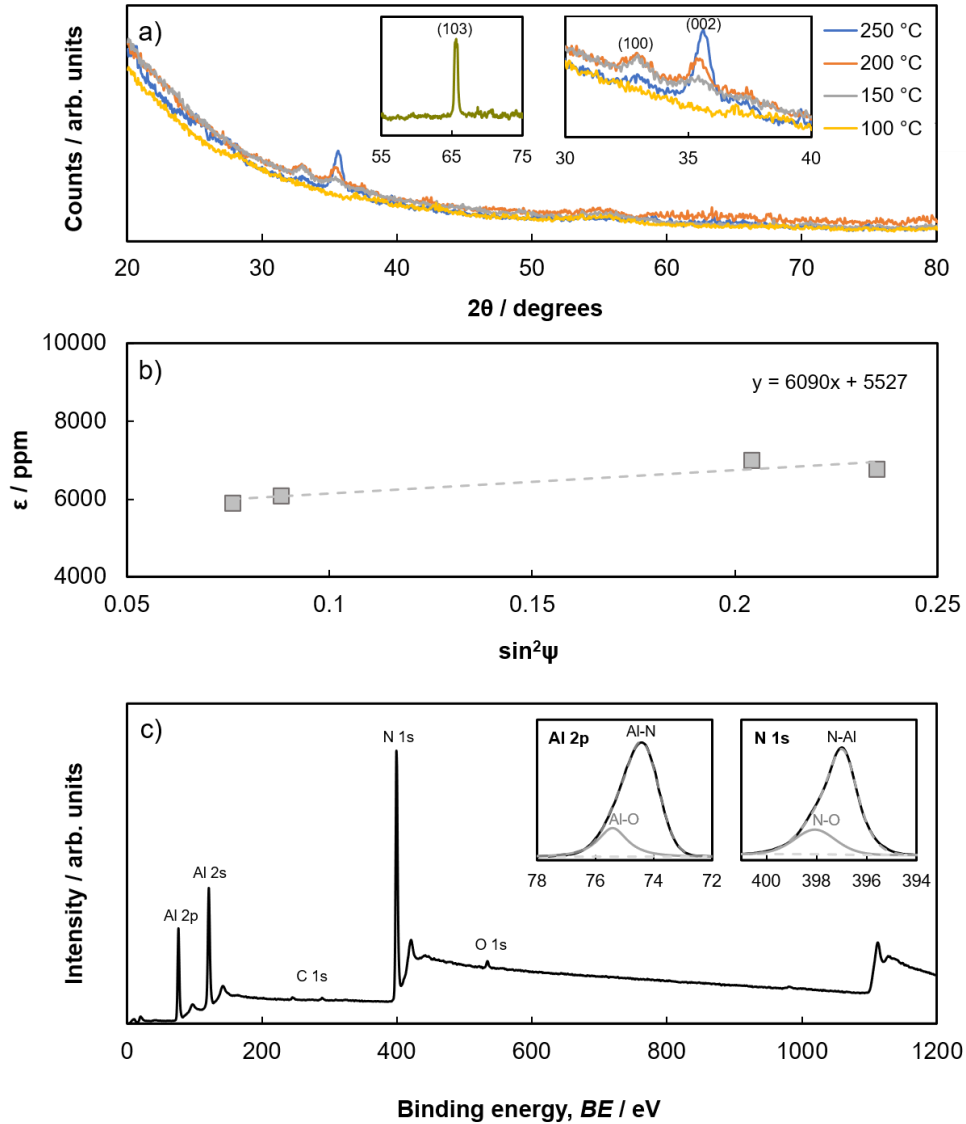 a)
Counts / arb. units
(103)
55 65 75
(100)
(002)
30 35 40
250 °C
200 °C
150 °C
100 °C
20 30 40 50 60 70 80
2θ / degrees
b)
ε / ppm
10000
8000
6000
4000
y = 6090x + 5527
0.05 0.1 0.15 0.2 0.25
sin²ψ
c)
Intensity / arb. units
Al 2p
Al 2s
C 1s
N 1s
O 1s
Al 2p
Al-N
Al-O
78 76 74 72
N 1s
N-Al
N-O
400 398 396 394
0 200 400 600 800 1000 1200
Binding energy, BE / eV